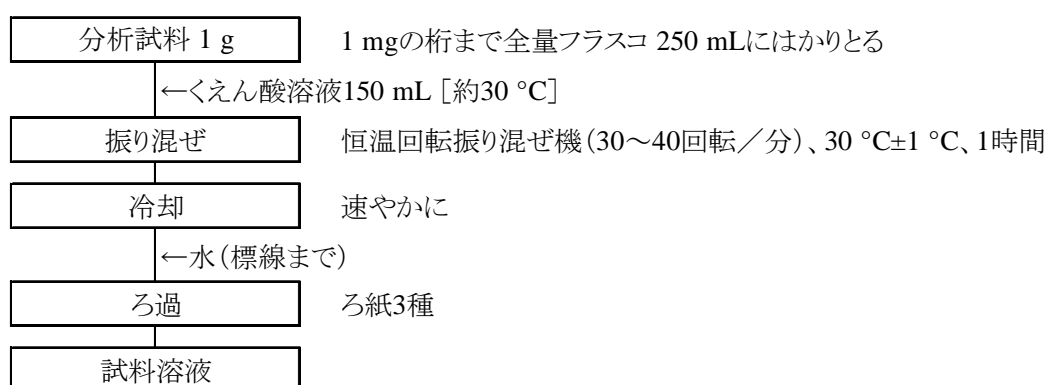 分析試料 1 g 1 mgの桁まで全量フラスコ 250 mLにはかりとる
←くえん酸溶液150 mL [約30 °C]
振り混ぜ 恒温回転振り混ぜ機(30～40回転／分)、30 °C±1 °C、1時間
冷却 速やかに
←水(標線まで)
ろ過 ろ紙3種
試料溶液